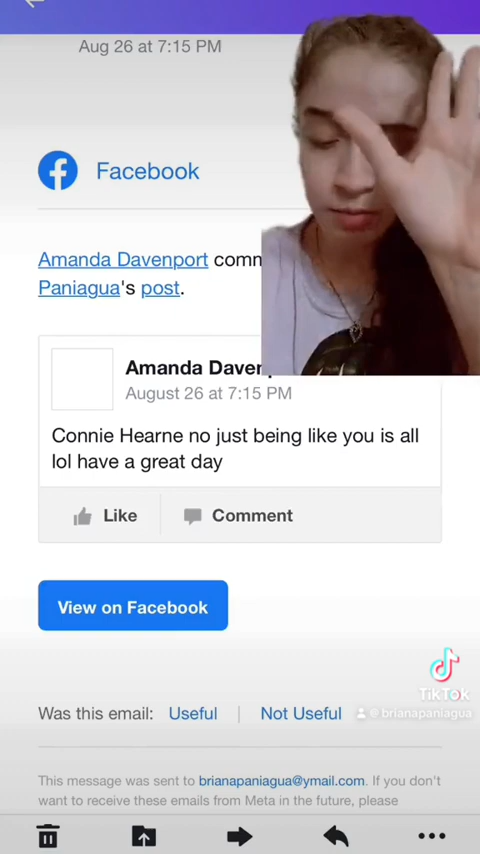 Aug 26 at 7:15 PM
Facebook
Amanda Davenport
Paniagua's post.
Amanda
August 26 at 7:15 PM
Connie Hearne no just being like you is all
lol have a great day
Like
Comment
View on Facebook
TikTok
@brianapaniagua
Was this email: Useful | Not Useful
This message was sent to brianapaniagua@ymail.com. If you don't
want to receive these emails from Meta in the future, please